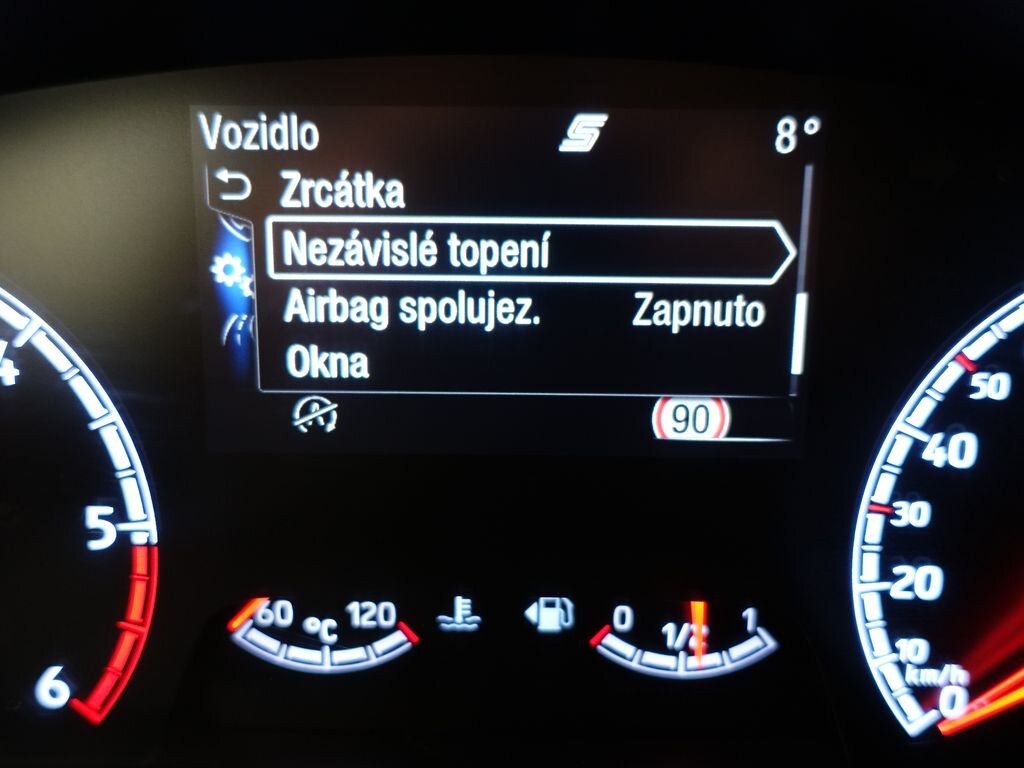 Vozidlo S 8°
Zrcátka
Nezávislé topení
Airbag spolujez. Zapnuto
Okna
A 90
4
5
6
60 °C 120
0 1/2 1
50
40
30
20
10
km/h
0